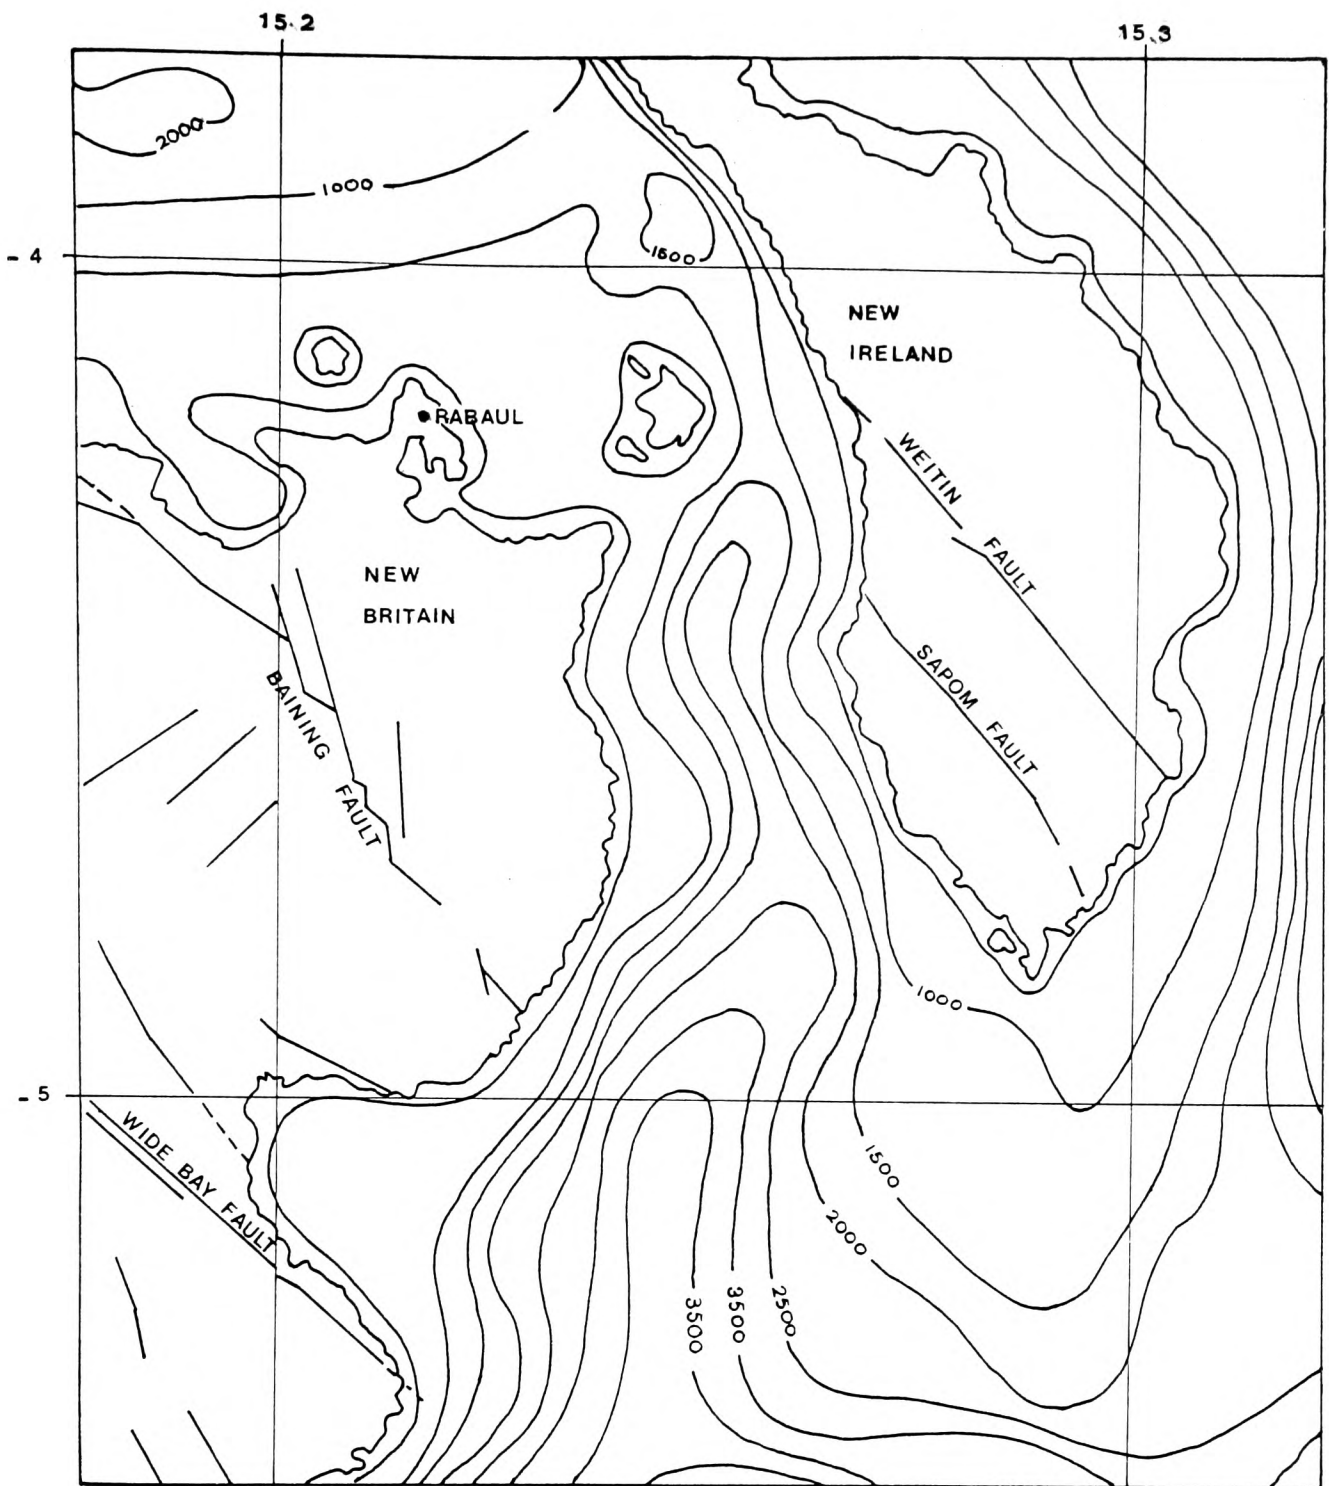 15.2
15.3
2000
1000
- 4
1500
NEW
IRELAND
RABAUL
WEITIN FAULT
NEW
BRITAIN
SAPOM FAULT
BAINING FAULT
1000
- 5
WIDE BAY FAULT
1500
2000
2500
3500
3500